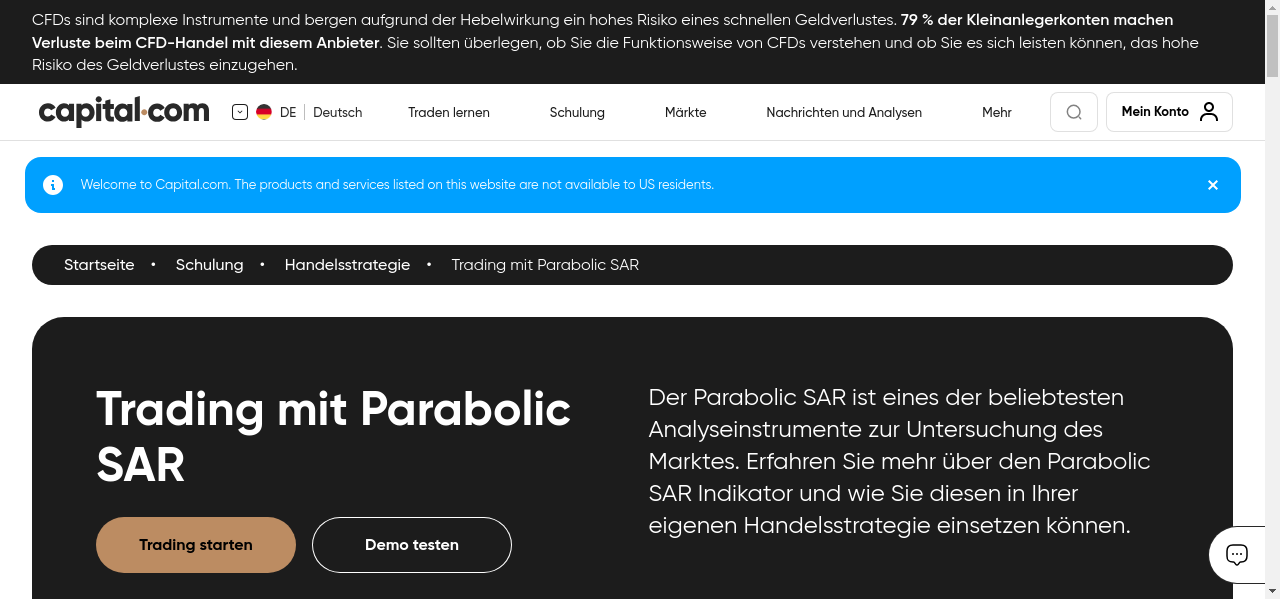 CFDs sind komplexe Instrumente und bergen aufgrund der Hebelwirkung ein hohes Risiko eines schnellen Geldverlustes. 79 % der Kleinanlegerkonten machen
Verluste beim CFD-Handel mit diesem Anbieter. Sie sollten überlegen, ob Sie die Funktionsweise von CFDs verstehen und ob Sie es sich leisten können, das hohe
Risiko des Geldverlustes einzugehen.
capital.com DE Deutsch Traden lernen Schulung Märkte Nachrichten und Analysen Mehr Mein Konto
Welcome to Capital.com. The products and services listed on this website are not available to US residents.
Startseite • Schulung • Handelsstrategie • Trading mit Parabolic SAR
Trading mit Parabolic
SAR
Trading starten Demo testen
Der Parabolic SAR ist eines der beliebtesten
Analyseinstrumente zur Untersuchung des
Marktes. Erfahren Sie mehr über den Parabolic
SAR Indikator und wie Sie diesen in Ihrer
eigenen Handelsstrategie einsetzen können.